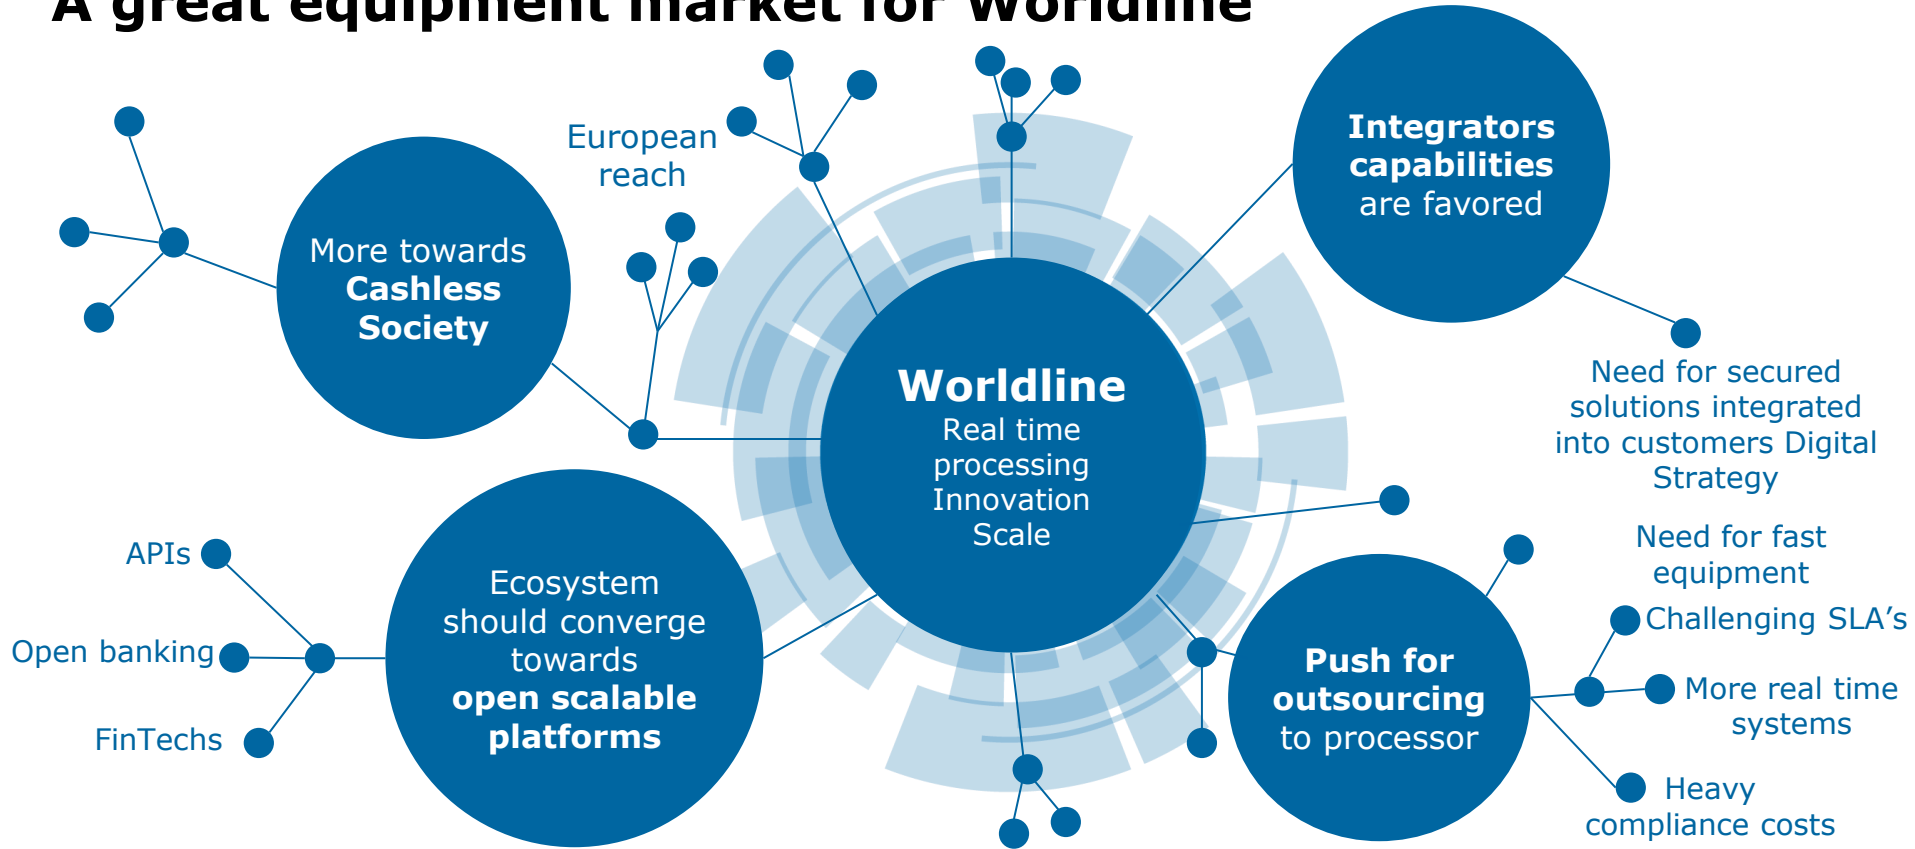 A great equipment market for Worldline
European
reach
More towards
Cashless
Society
Integrators
capabilities
are favored
Worldline
Real time
processing
Innovation
Scale
Need for secured
solutions integrated
into customers Digital
Strategy
APIs
Open banking
FinTechs
Ecosystem
should converge
towards
open scalable
platforms
Push for
outsourcing
to processor
Need for fast
equipment
Challenging SLA’s
More real time
systems
Heavy
compliance costs